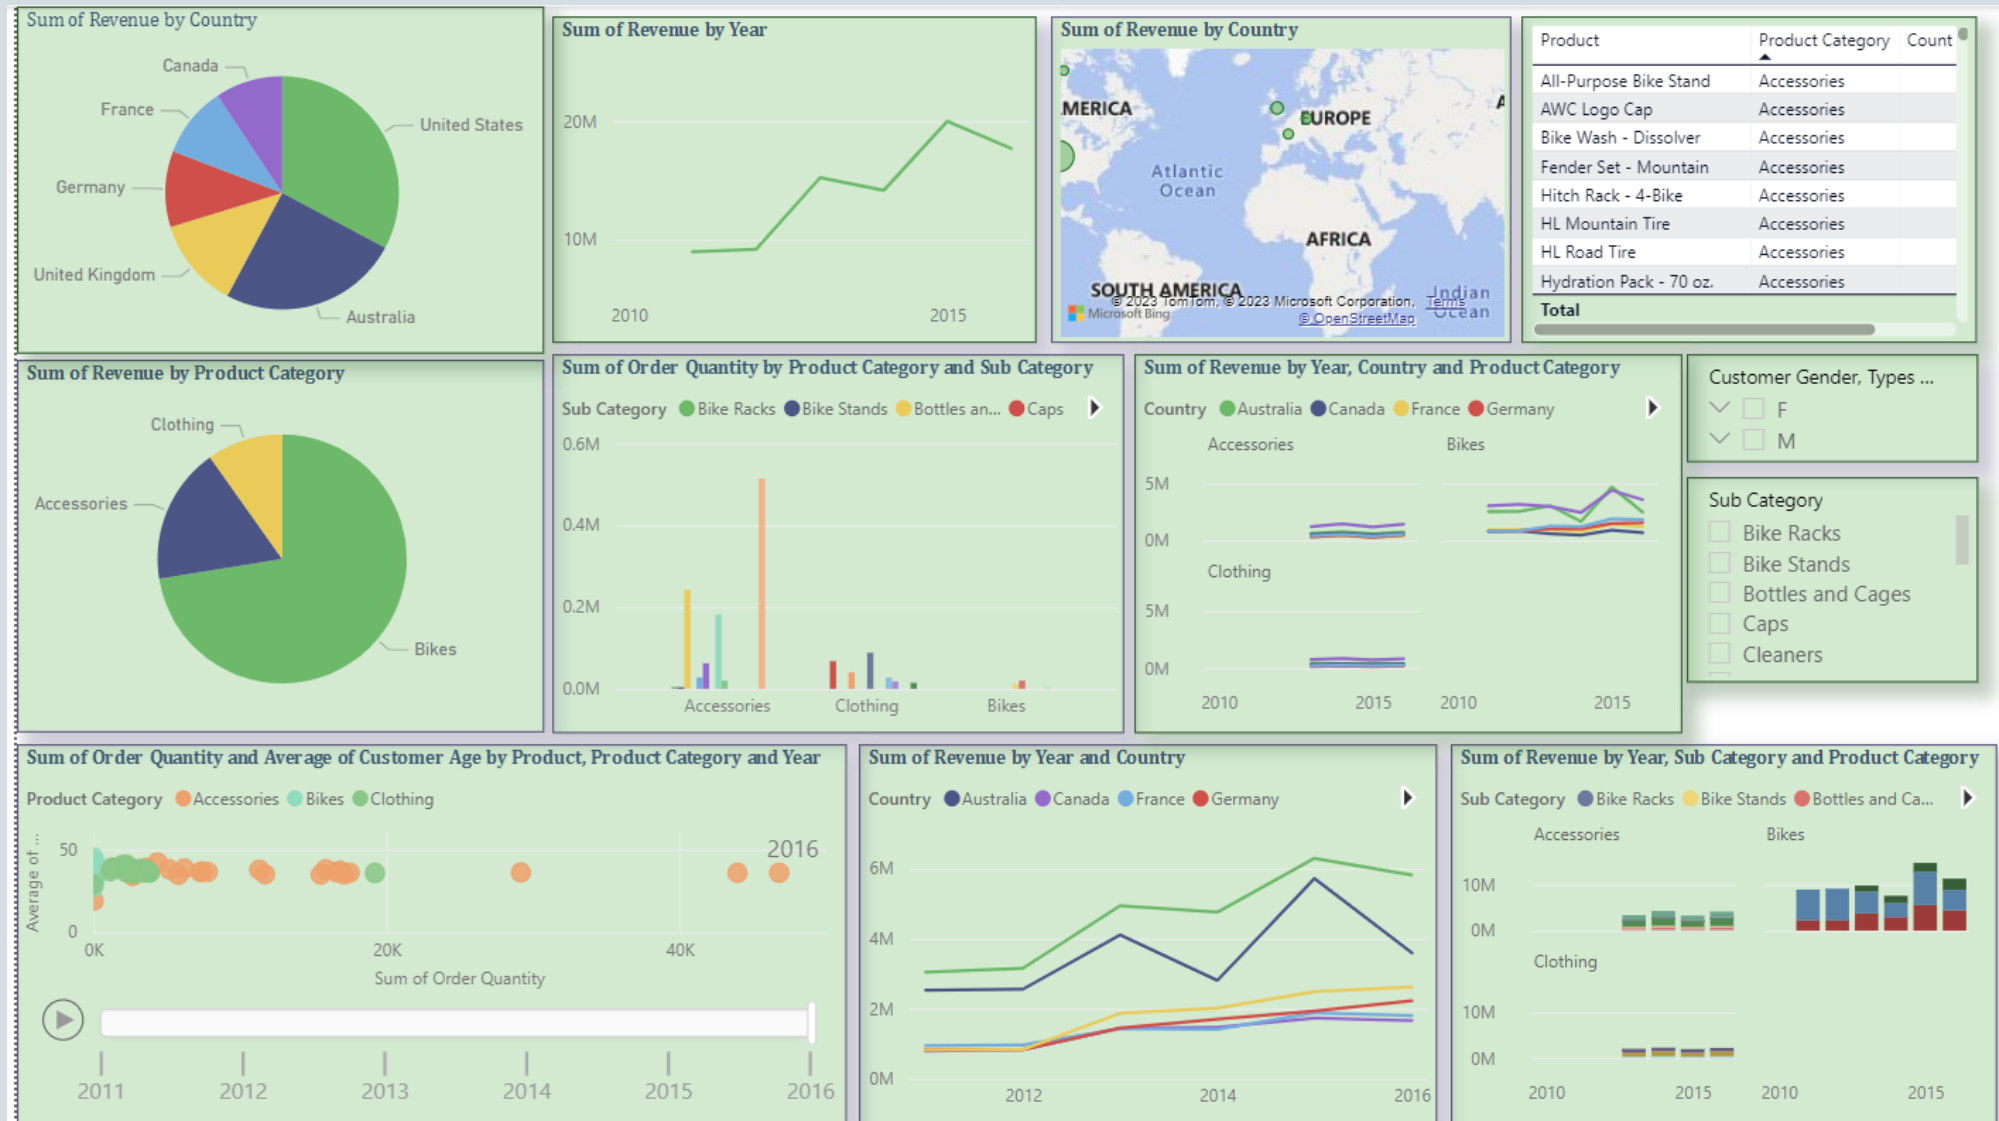 Sum of Revenue by Country
Canada
France
United States
Germany
United Kingdom
Australia
Sum of Revenue by Year
20M
10M
2010
2015
Sum of Revenue by Country
MERICA
EUROPE
A
Atlantic
Ocean
AFRICA
SOUTH AMERICA
Indian
Ocean
© 2023 TomTom, © 2023 Microsoft Corporation, Terms
Microsoft Bing
© OpenStreetMap
Product Product Category Count
All-Purpose Bike Stand Accessories
AWC Logo Cap Accessories
Bike Wash - Dissolver Accessories
Fender Set - Mountain Accessories
Hitch Rack - 4-Bike Accessories
HL Mountain Tire Accessories
HL Road Tire Accessories
Hydration Pack - 70 oz. Accessories
Total
Sum of Revenue by Product Category
Clothing
Accessories
Bikes
Sum of Order Quantity by Product Category and Sub Category
Sub Category Bike Racks Bike Stands Bottles an... Caps
0.6M
0.4M
0.2M
0.0M
Accessories Clothing Bikes
Sum of Revenue by Year, Country and Product Category
Country Australia Canada France Germany
Accessories Bikes
5M
0M
Clothing
5M
0M
2010 2015 2010 2015
Customer Gender, Types ...
F
M
Sub Category
Bike Racks
Bike Stands
Bottles and Cages
Caps
Cleaners
Sum of Order Quantity and Average of Customer Age by Product, Product Category and Year
Product Category Accessories Bikes Clothing
Average of ...
50
2016
0
0K 20K 40K
Sum of Order Quantity
2011 2012 2013 2014 2015 2016
Sum of Revenue by Year and Country
Country Australia Canada France Germany
6M
4M
2M
0M
2012 2014 2016
Sum of Revenue by Year, Sub Category and Product Category
Sub Category Bike Racks Bike Stands Bottles and Ca...
Accessories Bikes
10M
0M
Clothing
10M
0M
2010 2015 2010 2015